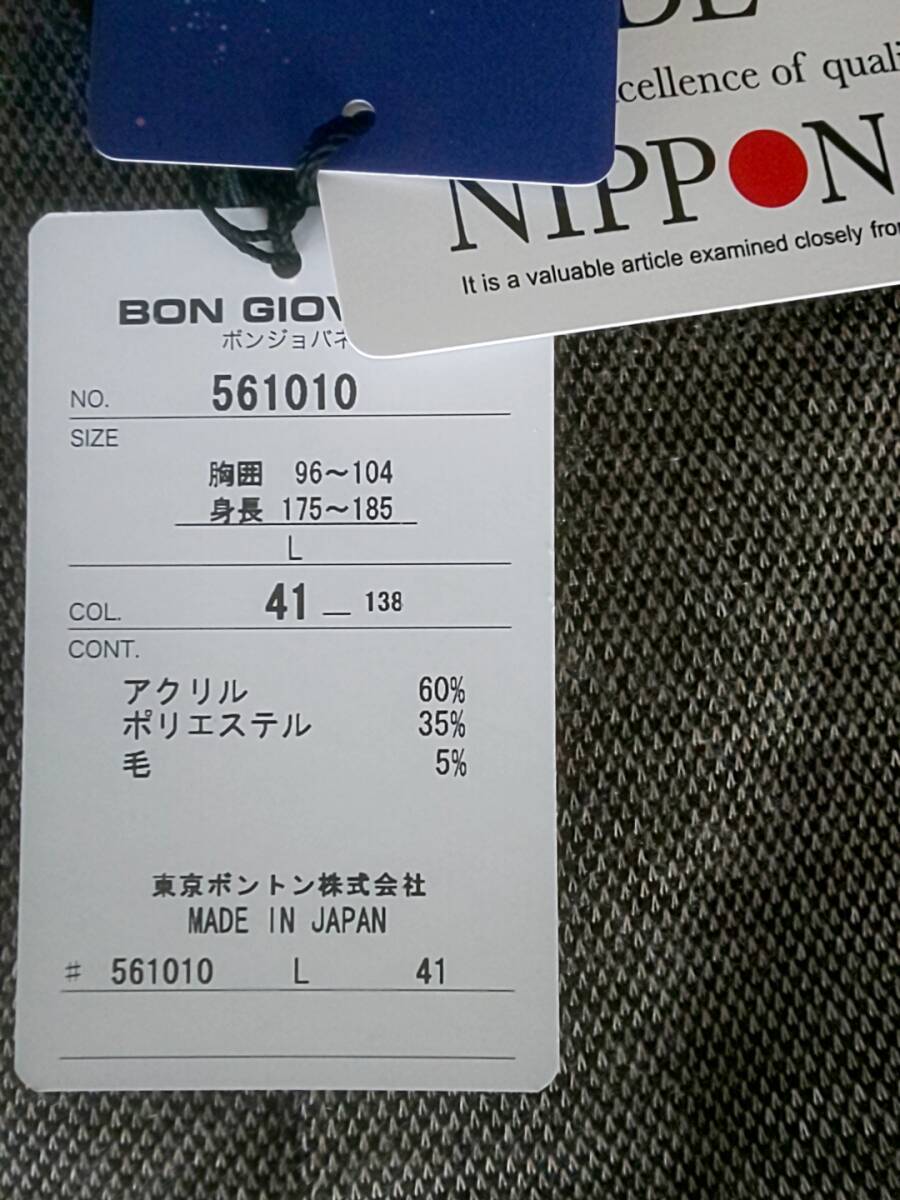 cellence of quali
NIPPON
It is a valuable article examined closely fro
BON GIOV
ボンジョバネ
NO. 561010
SIZE
胸囲 96〜104
身長 175〜185
L
COL. 41 — 138
CONT.
アクリル 60%
ポリエステル 35%
毛 5%
東京ボントン株式会社
MADE IN JAPAN
# 561010 L 41